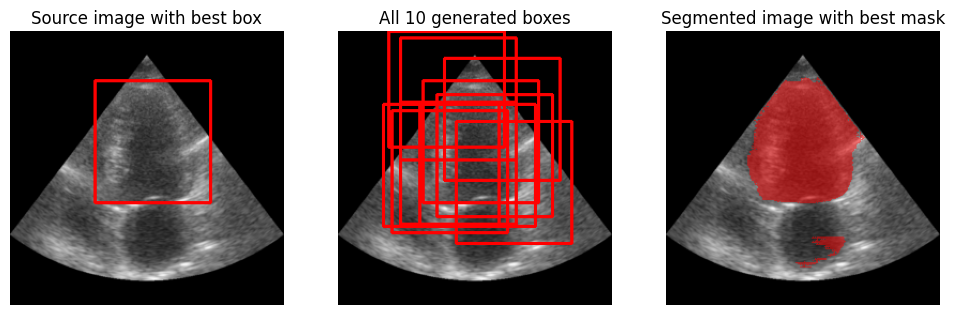 Source image with best box
All 10 generated boxes
Segmented image with best mask